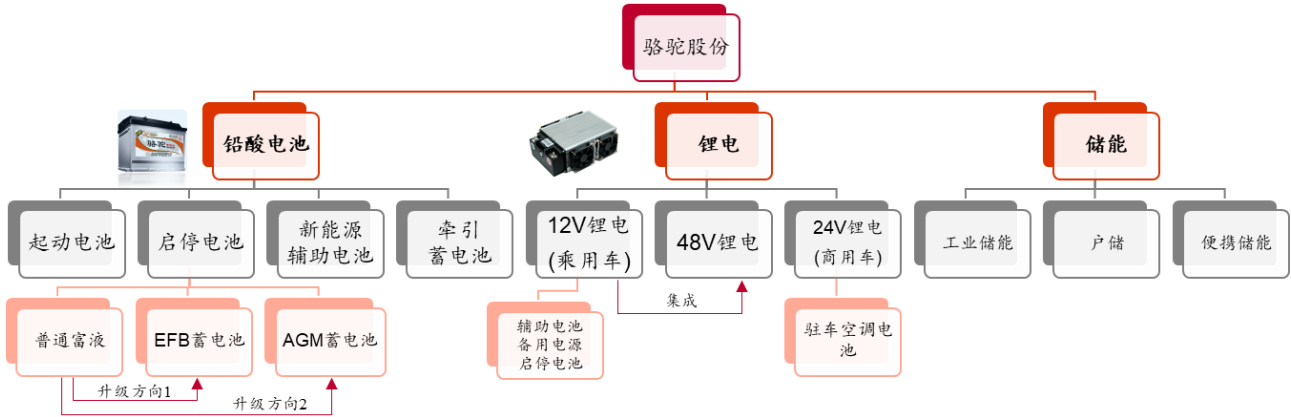 骆驼股份
铅酸电池
锂电
储能
骆驼
起动电池
启停电池
新能源
辅助电池
牵引
蓄电池
12V锂电
(乘用车)
48V锂电
24V锂电
(商用车)
工业储能
户储
便携储能
集成
普通富液
EFB蓄电池
AGM蓄电池
辅助电池
备用电源
启停电池
驻车空调电
池
升级方向1
升级方向2